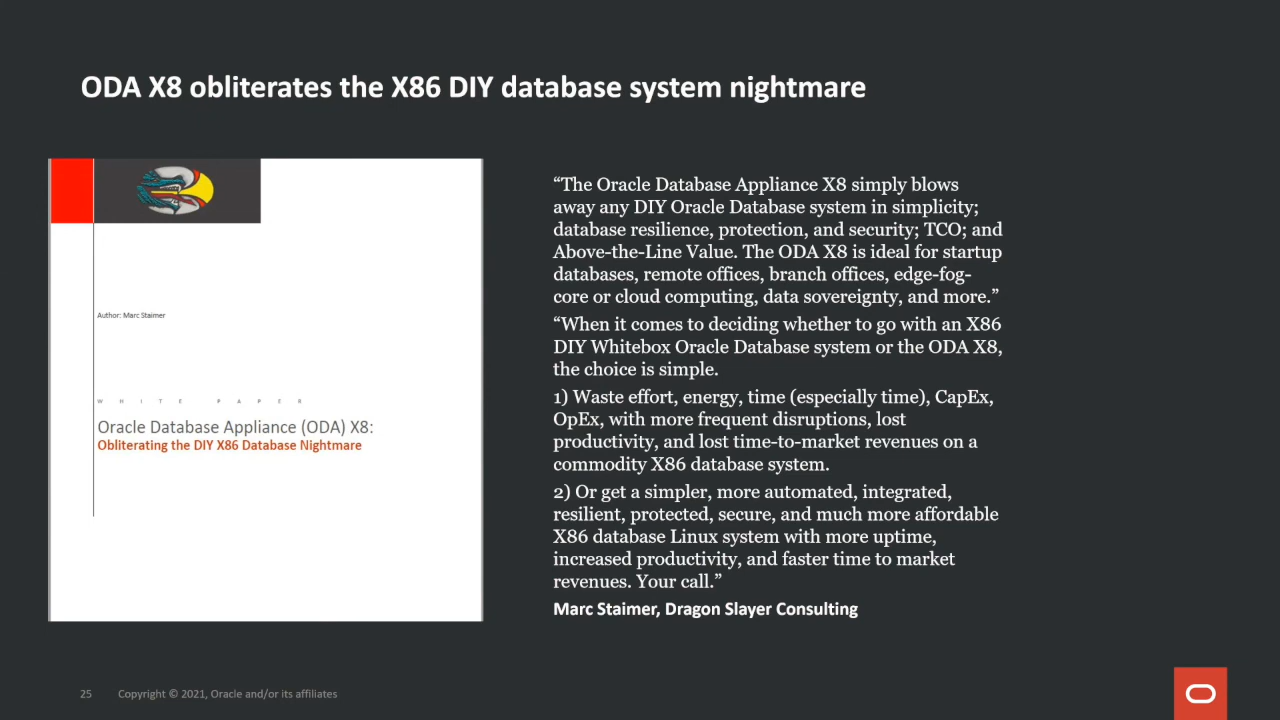 ODA X8 obliterates the X86 DIY database system nightmare
Author: Marc Staimer
WHITE PAPER
Oracle Database Appliance (ODA) X8:
Obliterating the DIY X86 Database Nightmare
“The Oracle Database Appliance X8 simply blows
away any DIY Oracle Database system in simplicity;
database resilience, protection, and security; TCO; and
Above-the-Line Value. The ODA X8 is ideal for startup
databases, remote offices, branch offices, edge-fog-
core or cloud computing, data sovereignty, and more.”
“When it comes to deciding whether to go with an X86
DIY Whitebox Oracle Database system or the ODA X8,
the choice is simple.
1) Waste effort, energy, time (especially time), CapEx,
OpEx, with more frequent disruptions, lost
productivity, and lost time-to-market revenues on a
commodity X86 database system.
2) Or get a simpler, more automated, integrated,
resilient, protected, secure, and much more affordable
X86 database Linux system with more uptime,
increased productivity, and faster time to market
revenues. Your call.”
Marc Staimer, Dragon Slayer Consulting
25
Copyright © 2021, Oracle and/or its affiliates